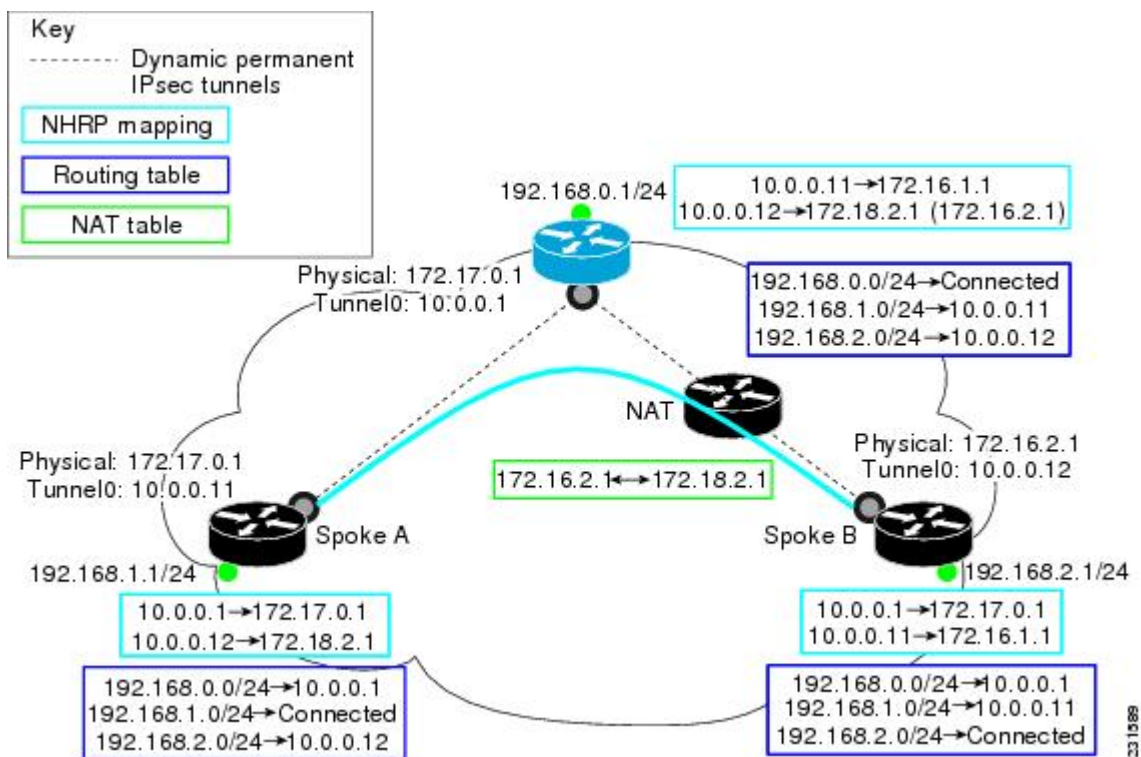 Key
Dynamic permanent
IPsec tunnels
NHRP mapping
Routing table
NAT table
192.168.0.1/24
10.0.0.11→172.16.1.1
10.0.0.12→172.18.2.1 (172.16.2.1)
Physical: 172.17.0.1
Tunnel0: 10.0.0.1
192.168.0.0/24→Connected
192.168.1.0/24→10.0.0.11
192.168.2.0/24→10.0.0.12
NAT
172.16.2.1↔172.18.2.1
Physical: 172.17.0.1
Tunnel0: 10.0.0.11
Physical: 172.16.2.1
Tunnel0: 10.0.0.12
Spoke A
Spoke B
192.168.1.1/24
192.168.2.1/24
10.0.0.1→172.17.0.1
10.0.0.12→172.18.2.1
10.0.0.1→172.17.0.1
10.0.0.11→172.16.1.1
192.168.0.0/24→10.0.0.1
192.168.1.0/24→Connected
192.168.2.0/24→10.0.0.12
192.168.0.0/24→10.0.0.1
192.168.1.0/24→10.0.0.11
192.168.2.0/24→Connected
231589